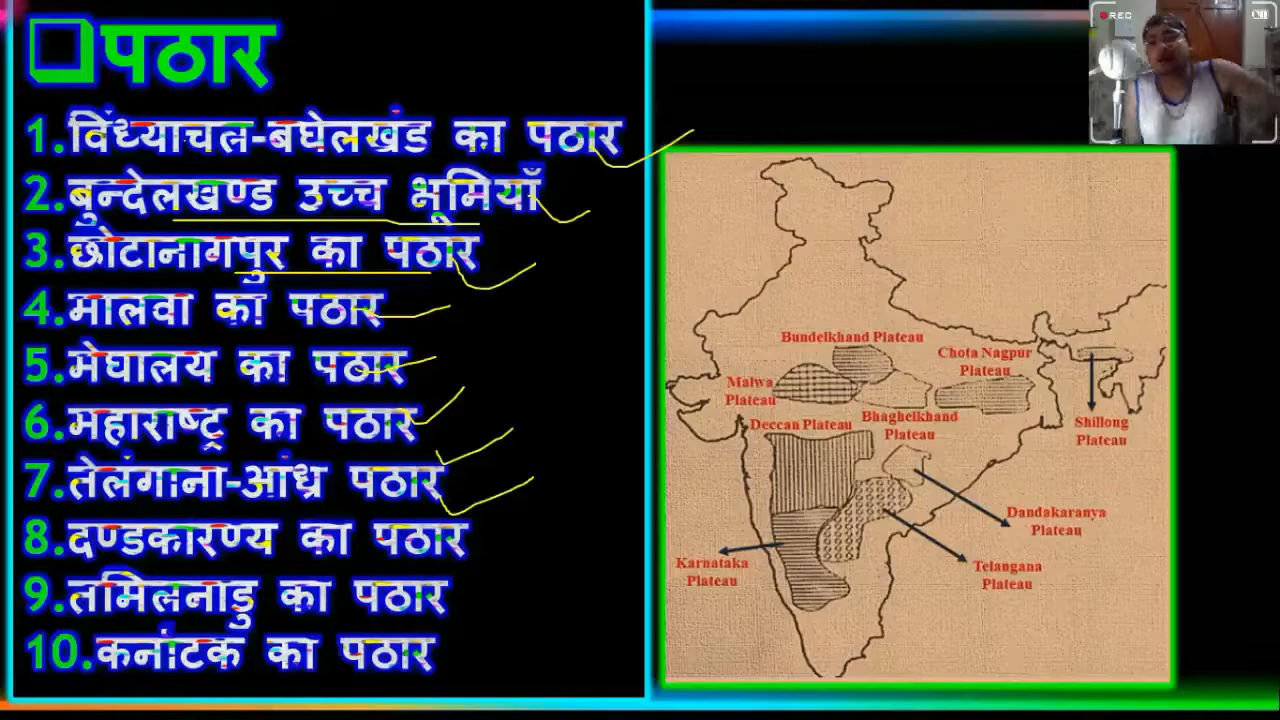 पठार
1.विंध्याचल-बघेलखंड का पठार
2.बुन्देलखण्ड उच्च भूमियाँ
3.छोटानागपुर का पठार
4.मालवा का पठार
5.मेघालय का पठार
6.महाराष्ट्र का पठार
7.तेलंगाना-आंध्र पठार
8.दण्डकारण्य का पठार
9.तमिलनाडु का पठार
10.कर्नाटक का पठार
REC
Bundelkhand Plateau
Chota Nagpur
Plateau
Malwa
Plateau
Bhaghelkhand
Plateau
Deccan Plateau
Shillong
Plateau
Dandakaranya
Plateau
Karnataka
Plateau
Telangana
Plateau